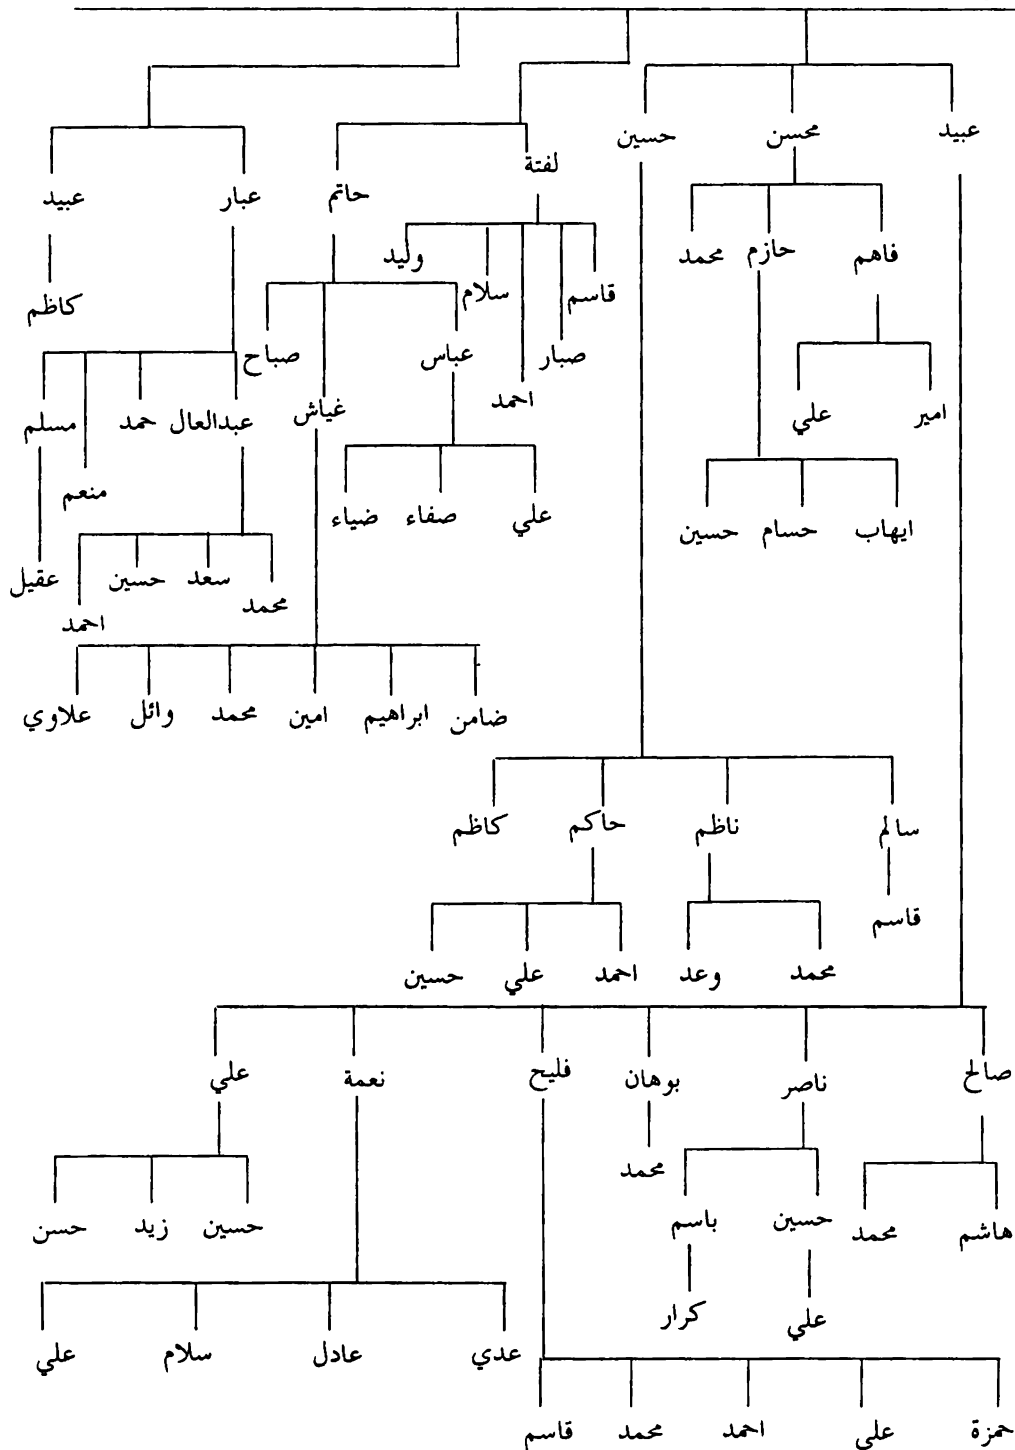 عبيد محسن حسين
لفتة حاتم عبار عبيد
فاهم حازم محمد
قاسم صبار احمد سلام وليد
عباس غياش صباح
كاظم
امير علي
عبدالعال حمد منعم مسلم
ايهاب حسام حسين
علي صفاء ضياء
محمد سعد حسين احمد
عقيل
ضامن ابراهيم امين محمد وائل علاوي
سالم ناظم حاكم كاظم
قاسم
محمد وعد احمد علي حسين
صالح ناصر بوهان فليح نعمة علي
هاشم محمد حسين باسم محمد
حسين زيد حسن
علي كرار
عدي عادل سلام علي
حمزة علي احمد محمد قاسم